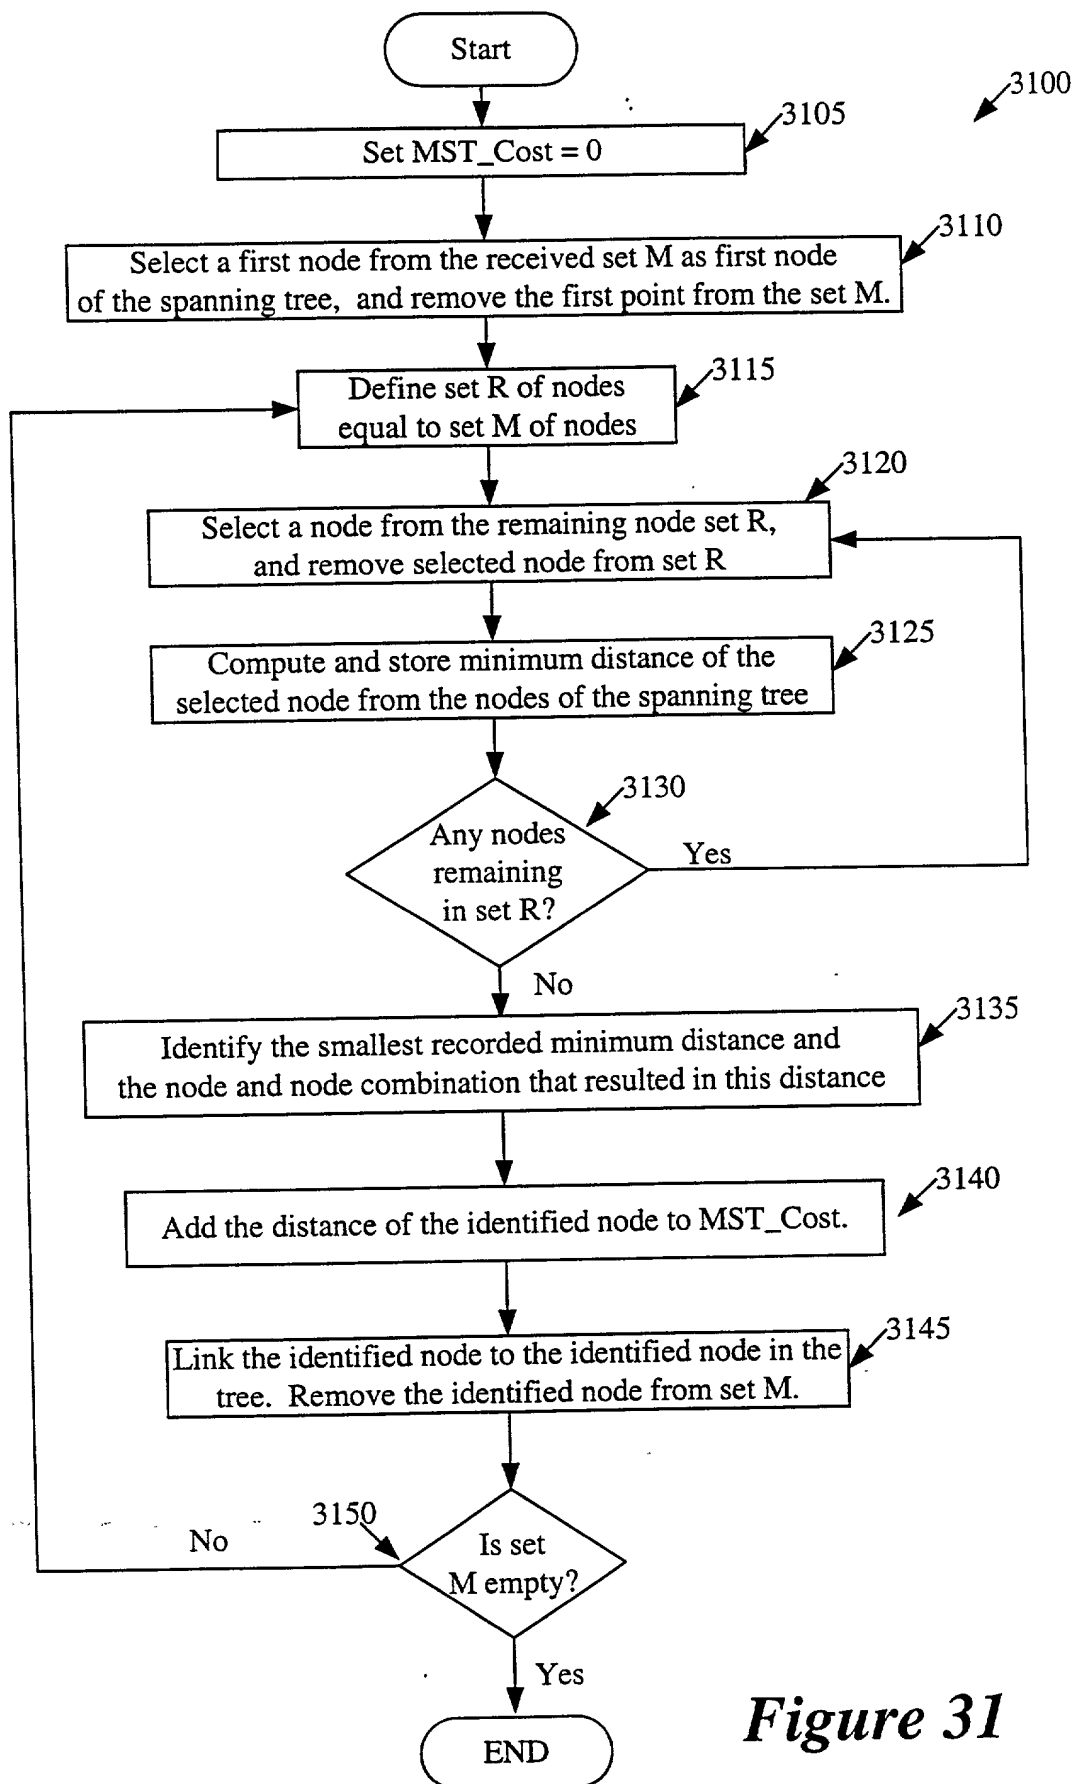 Start
3100
3105
Set MST_Cost = 0
3110
Select a first node from the received set M as first node
of the spanning tree, and remove the first point from the set M.
3115
Define set R of nodes
equal to set M of nodes
3120
Select a node from the remaining node set R,
and remove selected node from set R
3125
Compute and store minimum distance of the
selected node from the nodes of the spanning tree
3130
Any nodes
remaining
in set R?
Yes
No
3135
Identify the smallest recorded minimum distance and
the node and node combination that resulted in this distance
3140
Add the distance of the identified node to MST_Cost.
3145
Link the identified node to the identified node in the
tree. Remove the identified node from set M.
3150
No
Is set
M empty?
Yes
END
Figure 31